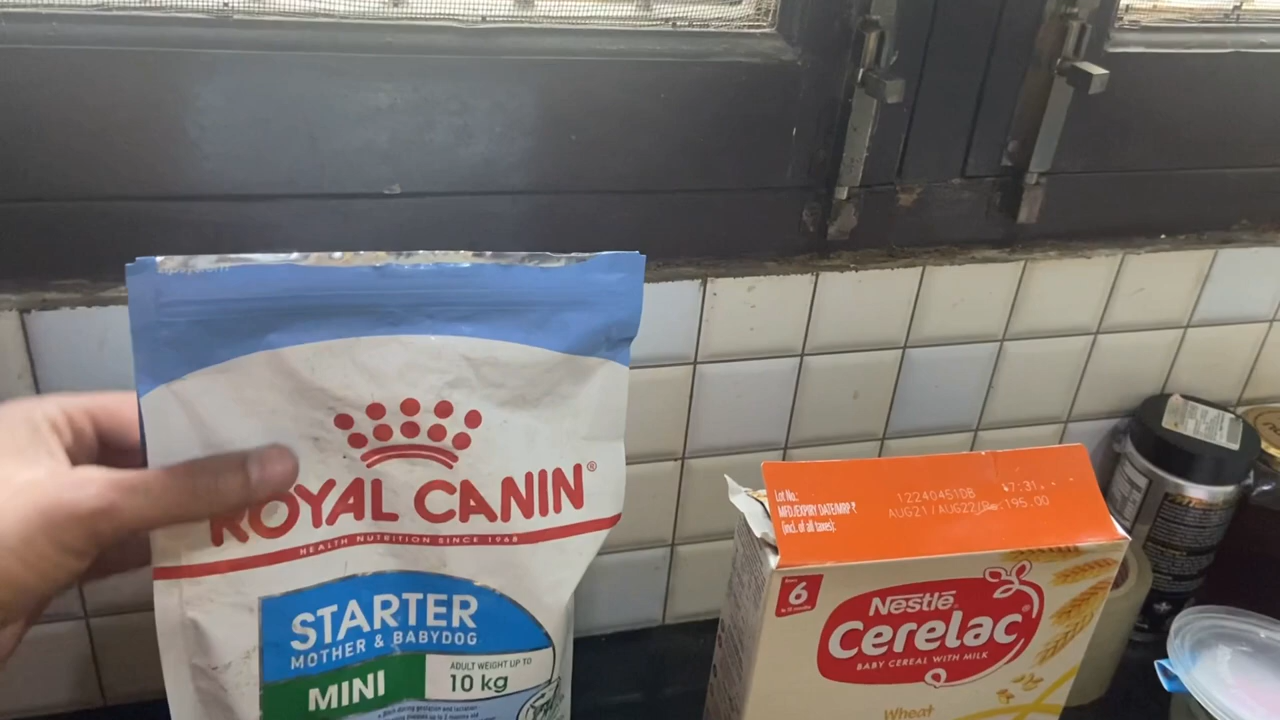 ROYAL CANIN®
HEALTH NUTRITION SINCE 1968
STARTER
MOTHER & BABYDOG
MINI
ADULT WEIGHT UP TO
10 kg
Lot No.: 12240451DB 17:31
MFD/EXPIRY DATE/MRP ₹ AUG21 / AUG22/Rs.195.00
(incl. of all taxes):
6
Nestlé
Cerelac®
BABY CEREAL WITH MILK
Wheat